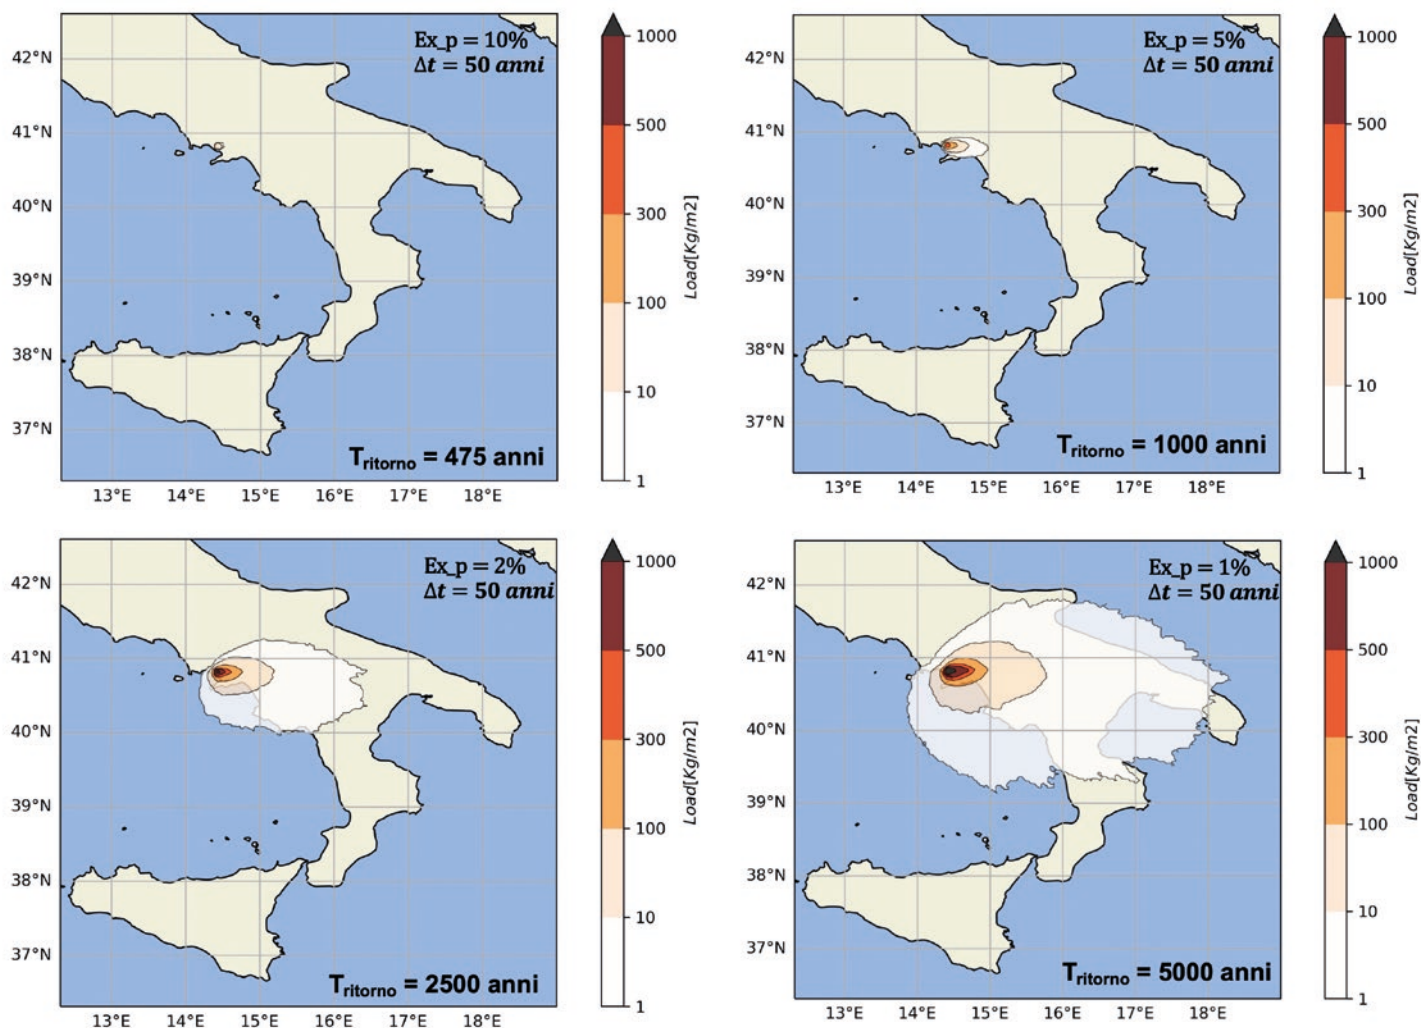 Ex_p = 10%
Δt = 50 anni
42°N
41°N
40°N
39°N
38°N
37°N
13°E 14°E 15°E 16°E 17°E 18°E
T_ritorno = 475 anni
1000
500
300
100
10
1
Load[Kg/m2]
Ex_p = 5%
Δt = 50 anni
42°N
41°N
40°N
39°N
38°N
37°N
13°E 14°E 15°E 16°E 17°E 18°E
T_ritorno = 1000 anni
1000
500
300
100
10
1
Load[Kg/m2]
Ex_p = 2%
Δt = 50 anni
42°N
41°N
40°N
39°N
38°N
37°N
13°E 14°E 15°E 16°E 17°E 18°E
T_ritorno = 2500 anni
1000
500
300
100
10
1
Load[Kg/m2]
Ex_p = 1%
Δt = 50 anni
42°N
41°N
40°N
39°N
38°N
37°N
13°E 14°E 15°E 16°E 17°E 18°E
T_ritorno = 5000 anni
1000
500
300
100
10
1
Load[Kg/m2]